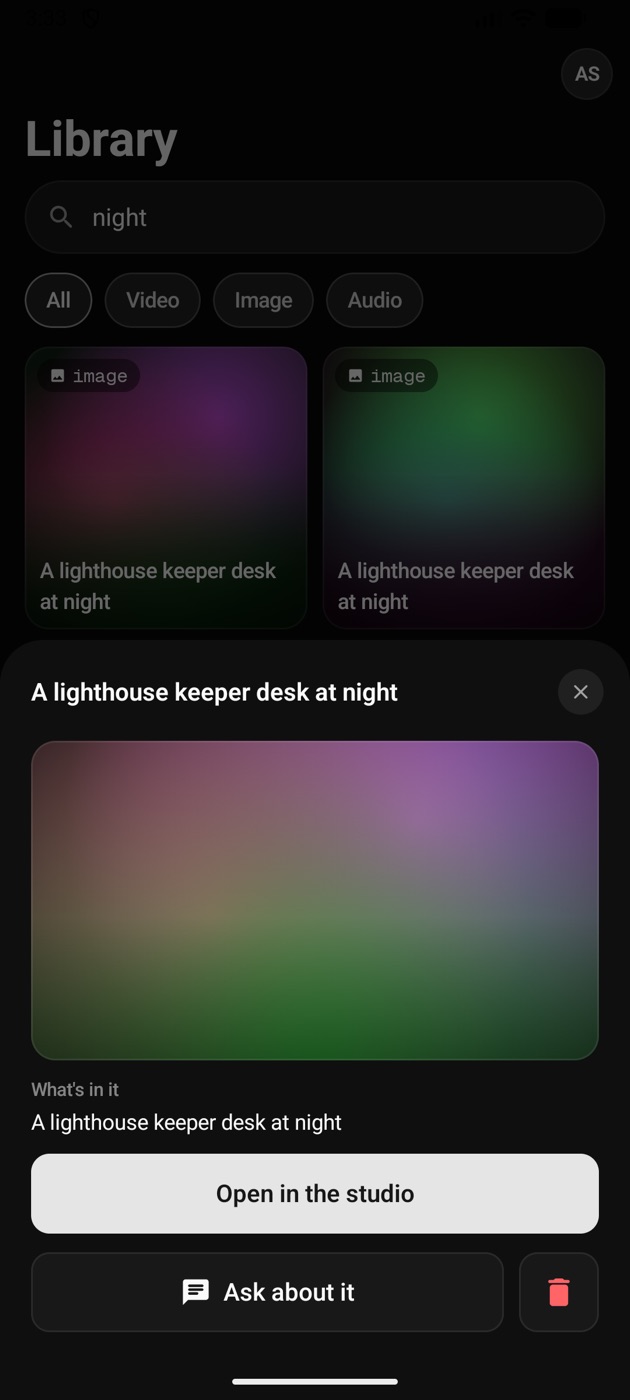 AS
Library
night
All
Video
Image
Audio
image
image
A lighthouse keeper desk
at night
A lighthouse keeper desk
at night
A lighthouse keeper desk at night
What's in it
A lighthouse keeper desk at night
Open in the studio
Ask about it